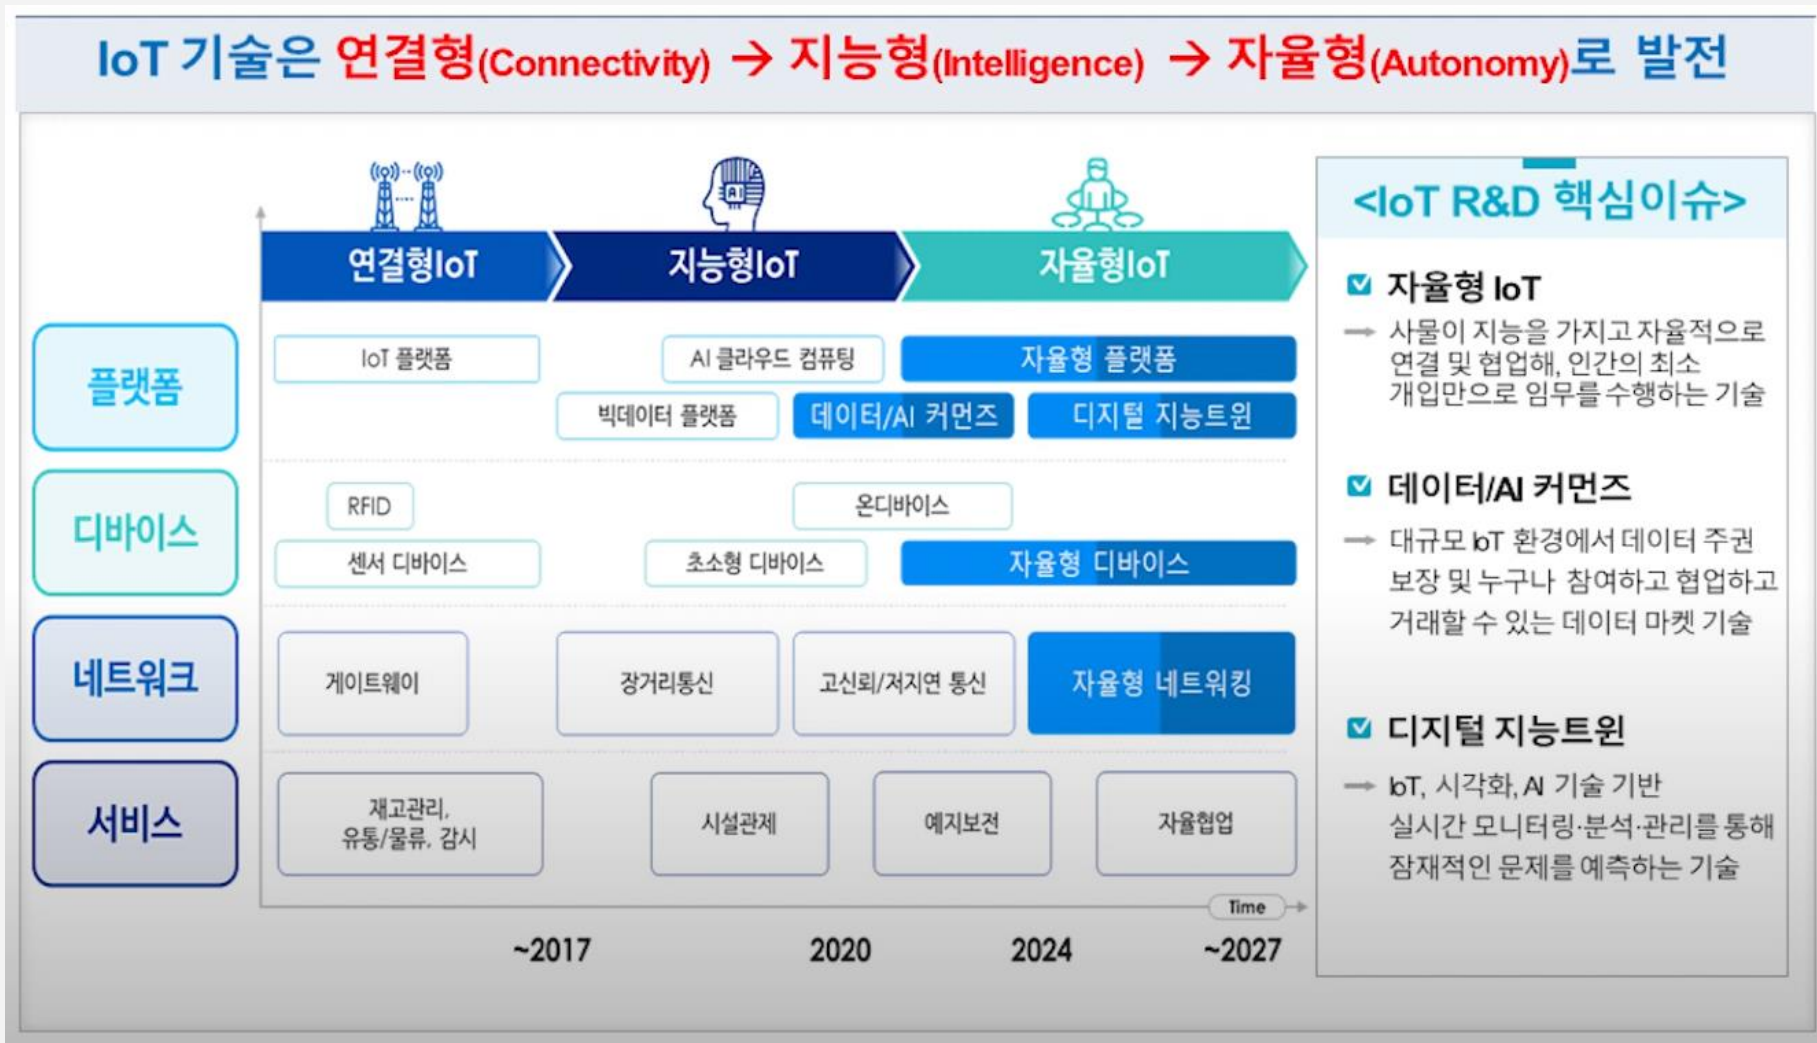 IoT 기술은 연결형(Connectivity) → 지능형(Intelligence) → 자율형(Autonomy)로 발전
연결형IoT
지능형IoT
자율형IoT
AI
플랫폼
IoT 플랫폼
AI 클라우드 컴퓨팅
자율형 플랫폼
빅데이터 플랫폼
데이터/AI 커먼즈
디지털 지능트윈
디바이스
RFID
온디바이스
센서 디바이스
초소형 디바이스
자율형 디바이스
네트워크
게이트웨이
장거리통신
고신뢰/저지연 통신
자율형 네트워킹
서비스
재고관리,
유통/물류, 감시
시설관제
예지보전
자율협업
Time
~2017
2020
2024
~2027
<IoT R&D 핵심이슈>
자율형 IoT
→ 사물이 지능을 가지고 자율적으로
연결 및 협업해, 인간의 최소
개입만으로 임무를 수행하는 기술
데이터/AI 커먼즈
→ 대규모 IoT 환경에서 데이터 주권
보장 및 누구나 참여하고 협업하고
거래할 수 있는 데이터 마켓 기술
디지털 지능트윈
→ IoT, 시각화, AI 기술 기반
실시간 모니터링·분석·관리를 통해
잠재적인 문제를 예측하는 기술